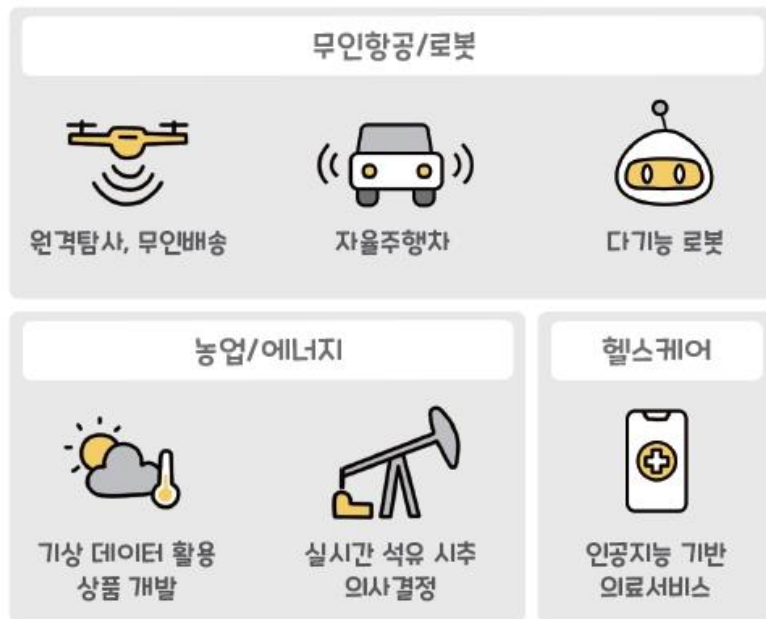 무인항공/로봇
원격탐사, 무인배송
자율주행차
다기능 로봇
농업/에너지
헬스케어
기상 데이터 활용
상품 개발
실시간 석유 시추
의사결정
인공지능 기반
의료서비스